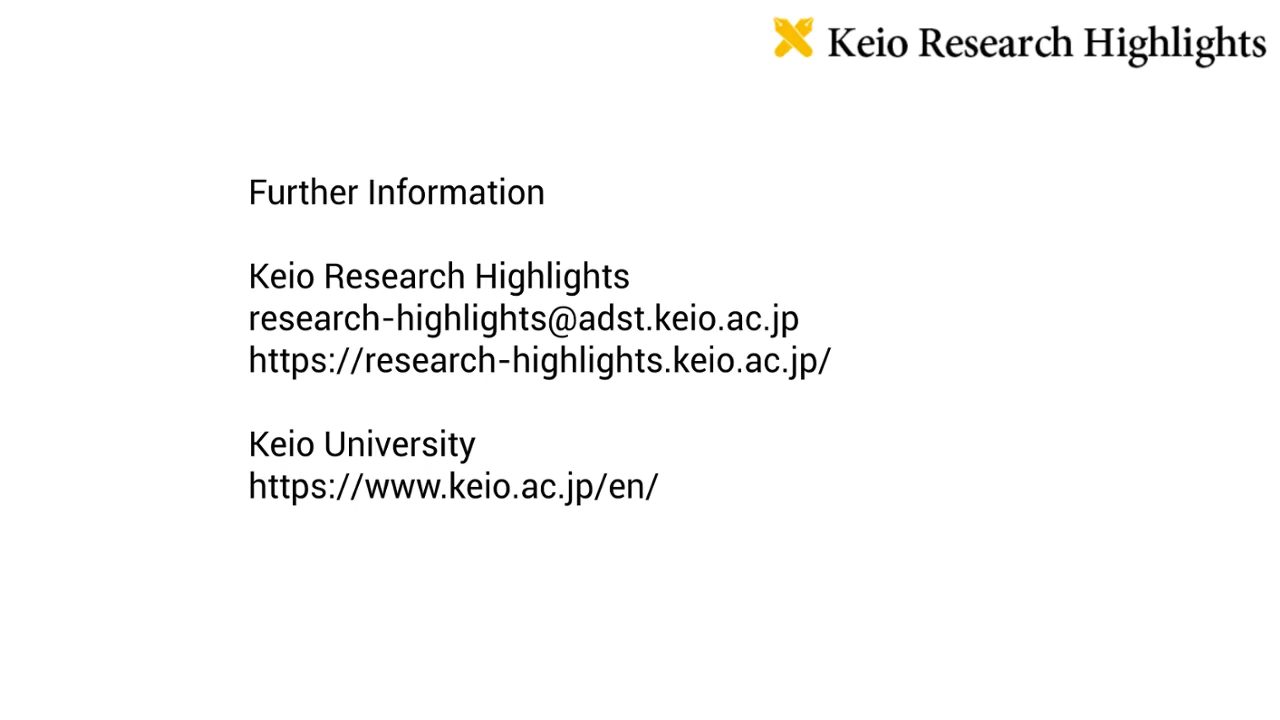 Keio Research Highlights
Further Information
Keio Research Highlights
research-highlights@adst.keio.ac.jp
https://research-highlights.keio.ac.jp/
Keio University
https://www.keio.ac.jp/en/